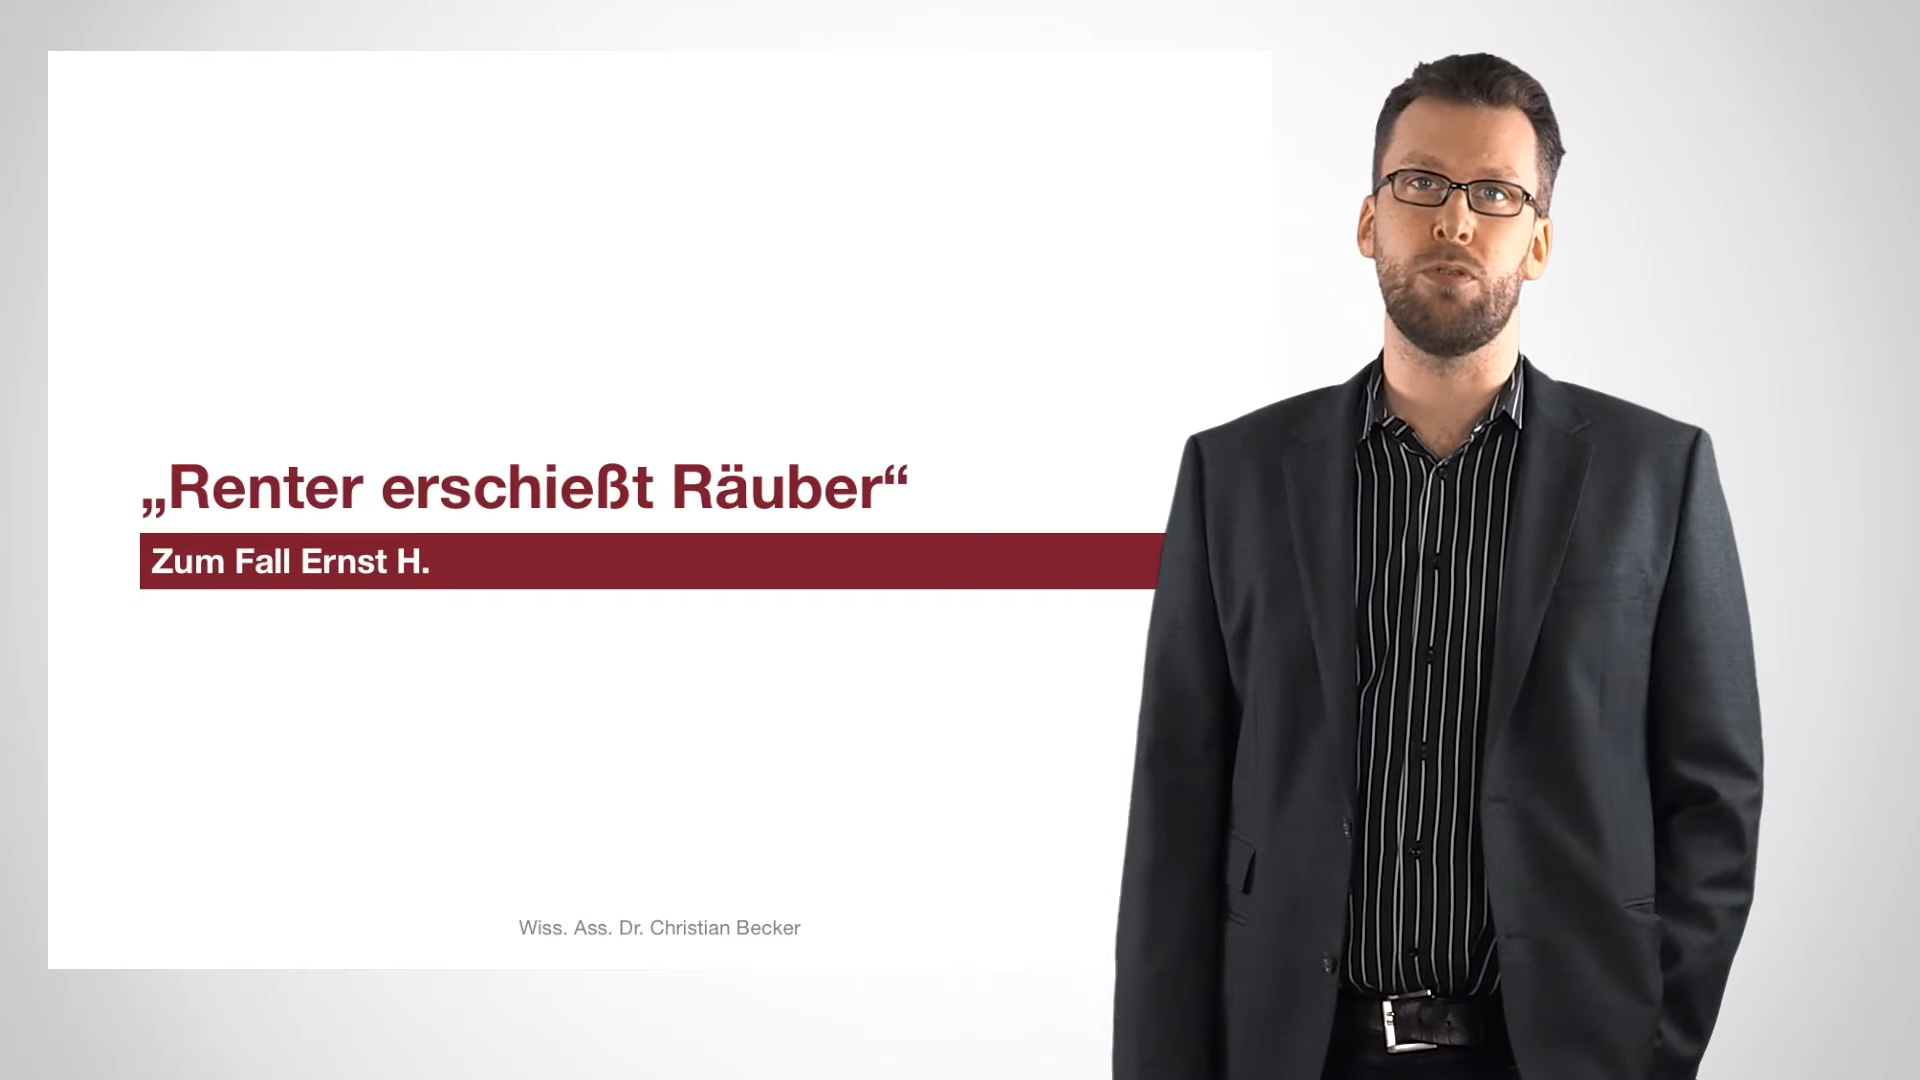 „Renter erschießt Räuber“
Zum Fall Ernst H.
Wiss. Ass. Dr. Christian Becker